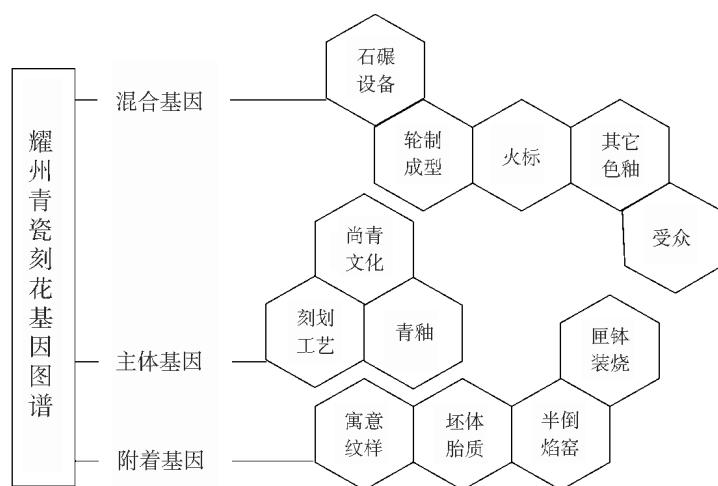 耀州青瓷刻花基因图谱
混合基因
石碾
设备
轮制
成型
火标
其它
色釉
受众
主体基因
尚青
文化
刻划
工艺
青釉
附着基因
寓意
纹样
坯体
胎质
半倒
焰窑
匣钵
装烧